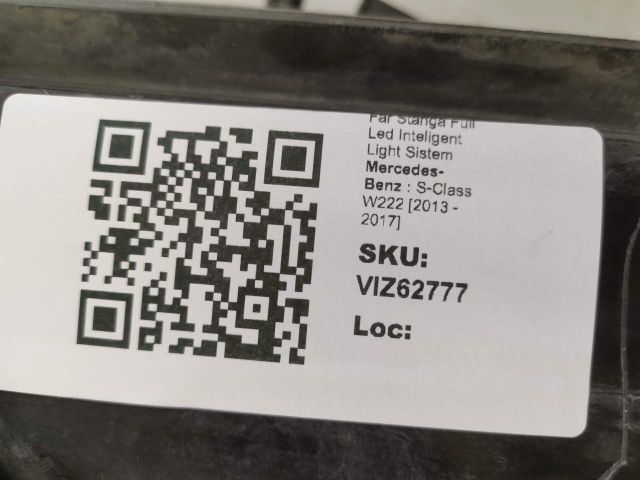 Far Stanga Full
Led Inteligent
Light Sistem
Mercedes-
Benz : S-Class
W222 [2013 -
2017]
SKU:
VIZ62777
Loc: